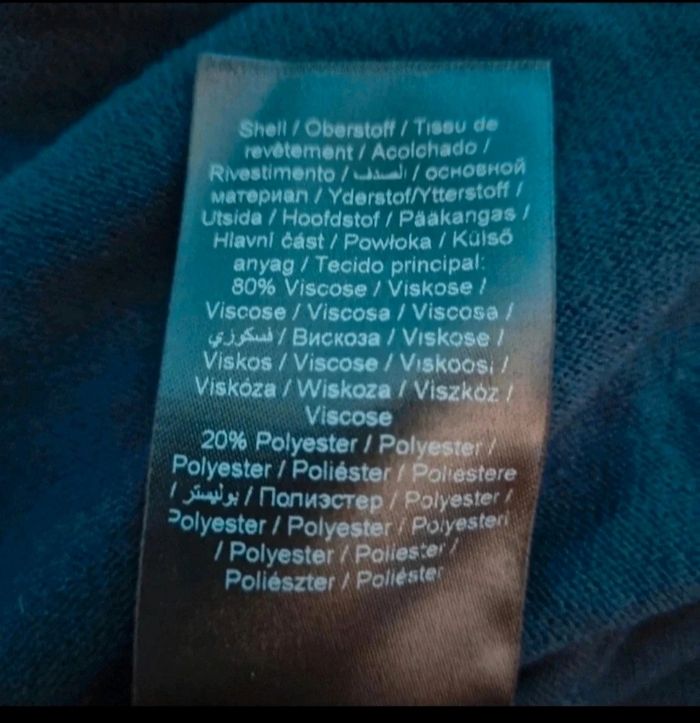 Shell / Oberstoff / Tissu de
revêtement / Acolchado /
Rivestimento / الصدف / основной
материал / Yderstof/Ytterstoff /
Utsida / Hoofdstof / Pääkangas /
Hlavní část / Powłoka / Külső
anyag / Tecido principal:
80% Viscose / Viskose /
Viscose / Viscosa / Viscosa /
فسكوزي / Вискоза / Viskose /
Viskos / Viscose / Viskoosi /
Viskóza / Wiskoza / Viszkóz /
Viscose
20% Polyester / Polyester /
Polyester / Poliéster / Poliestere
/ بوليستر / Полиэстер / Polyester /
Polyester / Polyester / Polyesteri
/ Polyester / Poliester /
Poliészter / Poliéster